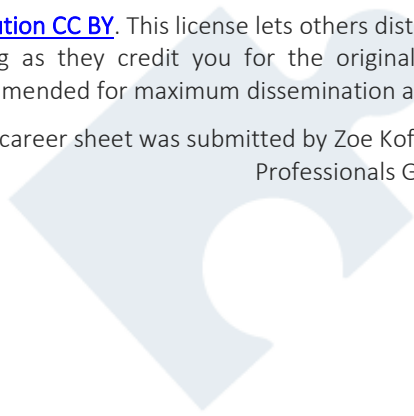 ution CC BY. This license lets others dist
g as they credit you for the original
mended for maximum dissemination a
career sheet was submitted by Zoe Kof
Professionals G